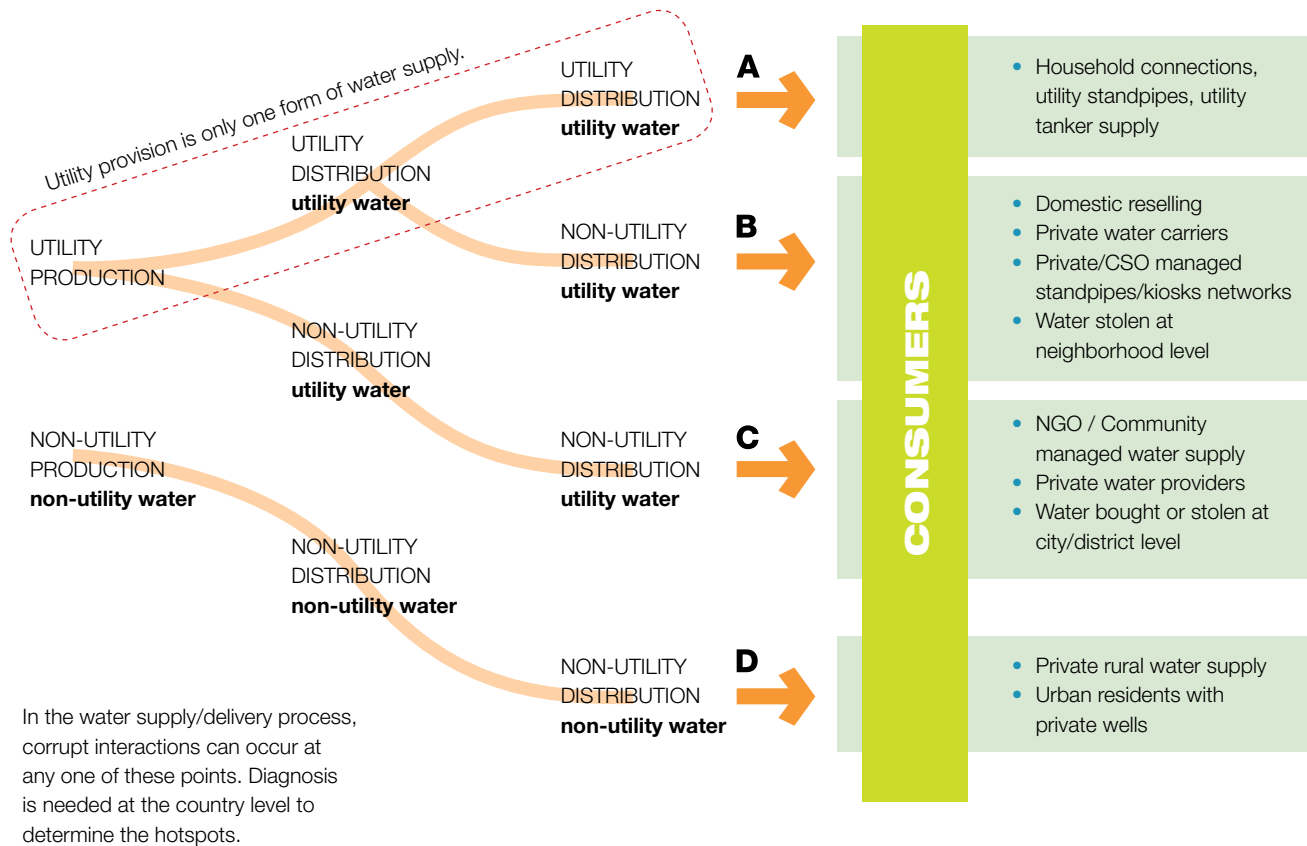 Utility provision is only one form of water supply.
UTILITY
PRODUCTION
UTILITY
DISTRIBUTION
utility water
UTILITY
DISTRIBUTION
utility water
A
NON-UTILITY
DISTRIBUTION
utility water
B
NON-UTILITY
DISTRIBUTION
utility water
NON-UTILITY
DISTRIBUTION
utility water
C
NON-UTILITY
PRODUCTION
non-utility water
NON-UTILITY
DISTRIBUTION
non-utility water
NON-UTILITY
DISTRIBUTION
non-utility water
D
CONSUMERS
• Household connections,
utility standpipes, utility
tanker supply
• Domestic reselling
• Private water carriers
• Private/CSO managed
standpipes/kiosks networks
• Water stolen at
neighborhood level
• NGO / Community
managed water supply
• Private water providers
• Water bought or stolen at
city/district level
• Private rural water supply
• Urban residents with
private wells
In the water supply/delivery process,
corrupt interactions can occur at
any one of these points. Diagnosis
is needed at the country level to
determine the hotspots.